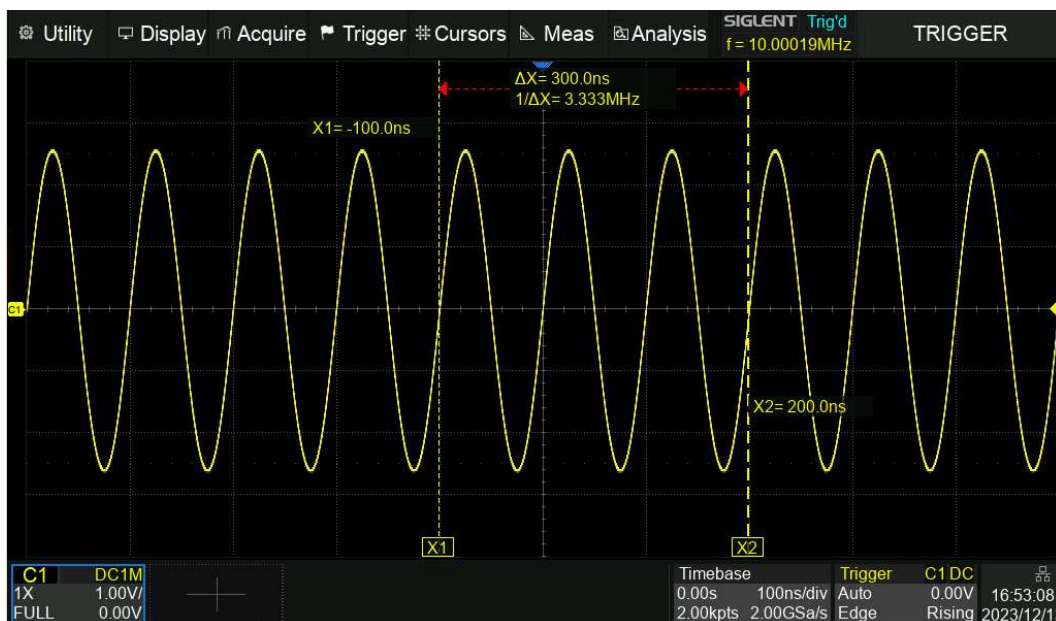 Utility Display Acquire Trigger Cursors Meas Analysis SIGLENT Trig'd TRIGGER
f = 10.00019MHz
ΔX= 300.0ns
1/ΔX= 3.333MHz
X1= -100.0ns
C1
X2= 200.0ns
X1 X2
C1 DC1M
1X 1.00V/
FULL 0.00V
Timebase
0.00s 100ns/div
2.00kpts 2.00GSa/s
Trigger C1 DC
Auto 0.00V
Edge Rising
16:53:08